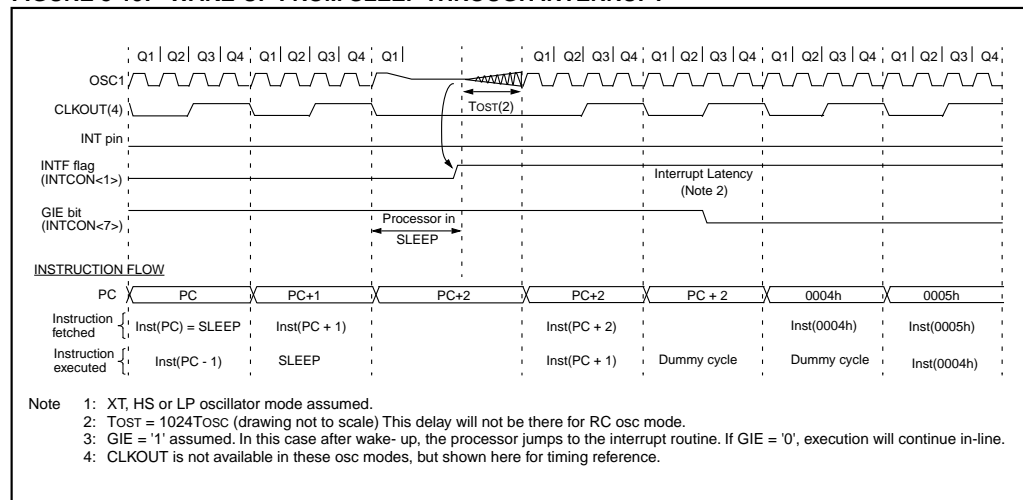 FIGURE 8-18: WAKE-UP FROM SLEEP THROUGH INTERRUPT
Q1 Q2 Q3 Q4 Q1 Q2 Q3 Q4 Q1 Q1 Q2 Q3 Q4 Q1 Q2 Q3 Q4 Q1 Q2 Q3 Q4 Q1 Q2 Q3 Q4
OSC1
TOST(2)
CLKOUT(4)
INT pin
INTF flag
(INTCON<1>)
Interrupt Latency
(Note 2)
GIE bit
(INTCON<7>)
Processor in
SLEEP
INSTRUCTION FLOW
PC PC PC+1 PC+2 PC+2 PC + 2 0004h 0005h
Instruction
fetched
Inst(PC) = SLEEP Inst(PC + 1) Inst(PC + 2) Inst(0004h) Inst(0005h)
Instruction
executed
Inst(PC - 1) SLEEP Inst(PC + 1) Dummy cycle Dummy cycle Inst(0004h)
Note 1: XT, HS or LP oscillator mode assumed.
2: TOST = 1024TOSC (drawing not to scale) This delay will not be there for RC osc mode.
3: GIE = '1' assumed. In this case after wake- up, the processor jumps to the interrupt routine. If GIE = '0', execution will continue in-line.
4: CLKOUT is not available in these osc modes, but shown here for timing reference.